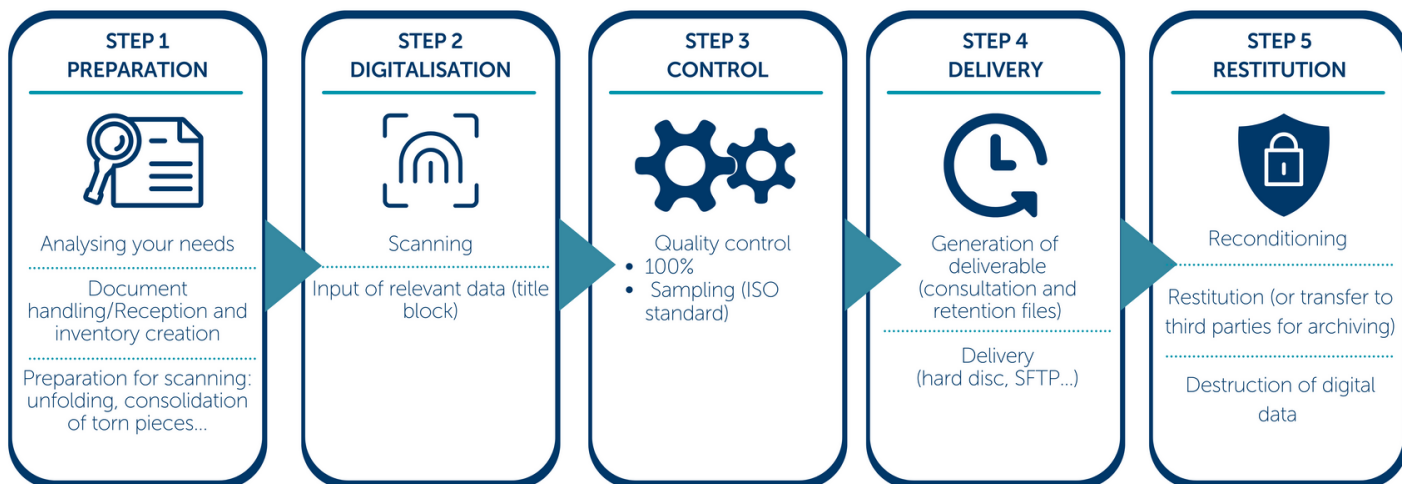 STEP 1
PREPARATION
Analysing your needs
Document
handling/Reception and
inventory creation
Preparation for scanning:
unfolding, consolidation
of torn pieces...
STEP 2
DIGITALISATION
Scanning
Input of relevant data (title
block)
STEP 3
CONTROL
Quality control
• 100%
• Sampling (ISO
standard)
STEP 4
DELIVERY
Generation of
deliverable
(consultation and
retention files)
Delivery
(hard disc, SFTP...)
STEP 5
RESTITUTION
Reconditioning
Restitution (or transfer to
third parties for archiving)
Destruction of digital
data